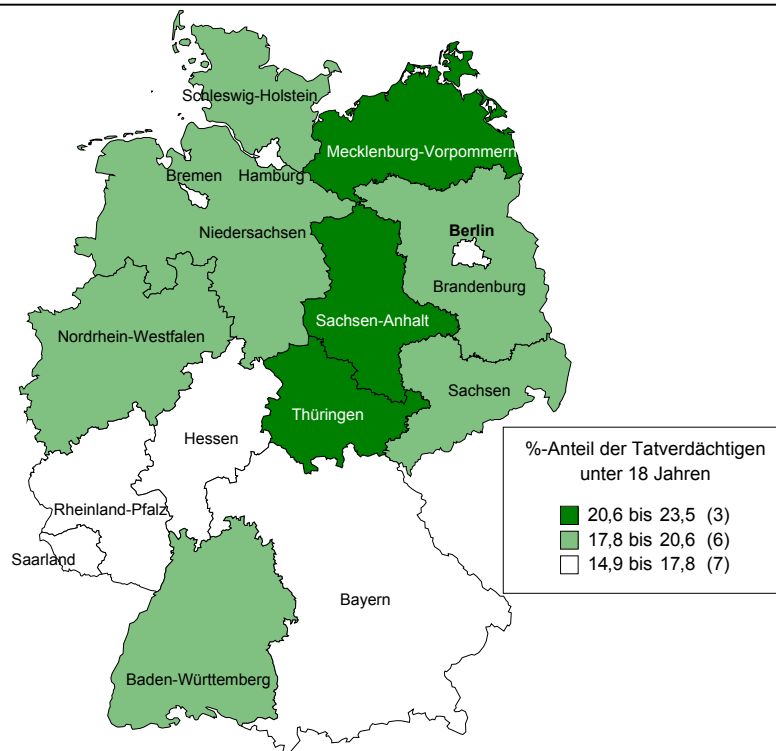 Schleswig-Holstein
Mecklenburg-Vorpommern
Bremen
Hamburg
Niedersachsen
Berlin
Brandenburg
Nordrhein-Westfalen
Sachsen-Anhalt
Sachsen
Thüringen
Hessen
Rheinland-Pfalz
Saarland
Bayern
Baden-Württemberg
%-Anteil der Tatverdächtigen
unter 18 Jahren
20,6 bis 23,5 (3)
17,8 bis 20,6 (6)
14,9 bis 17,8 (7)